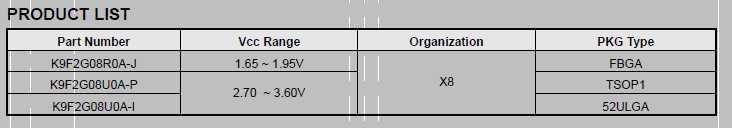 PRODUCT LIST
Part Number Vcc Range Organization PKG Type
K9F2G08R0A-J 1.65 ~ 1.95V X8 FBGA
K9F2G08U0A-P 2.70 ~ 3.60V TSOP1
K9F2G08U0A-I 52ULGA